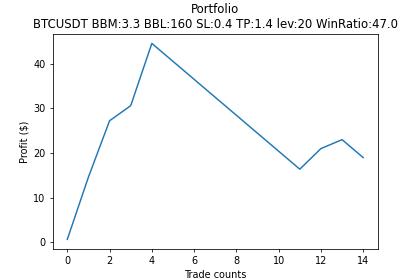 Portfolio
BTCUSDT BBM:3.3 BBL:160 SL:0.4 TP:1.4 lev:20 WinRatio:47.0
40
30
20
10
0
Profit ($)
0 2 4 6 8 10 12 14
Trade counts